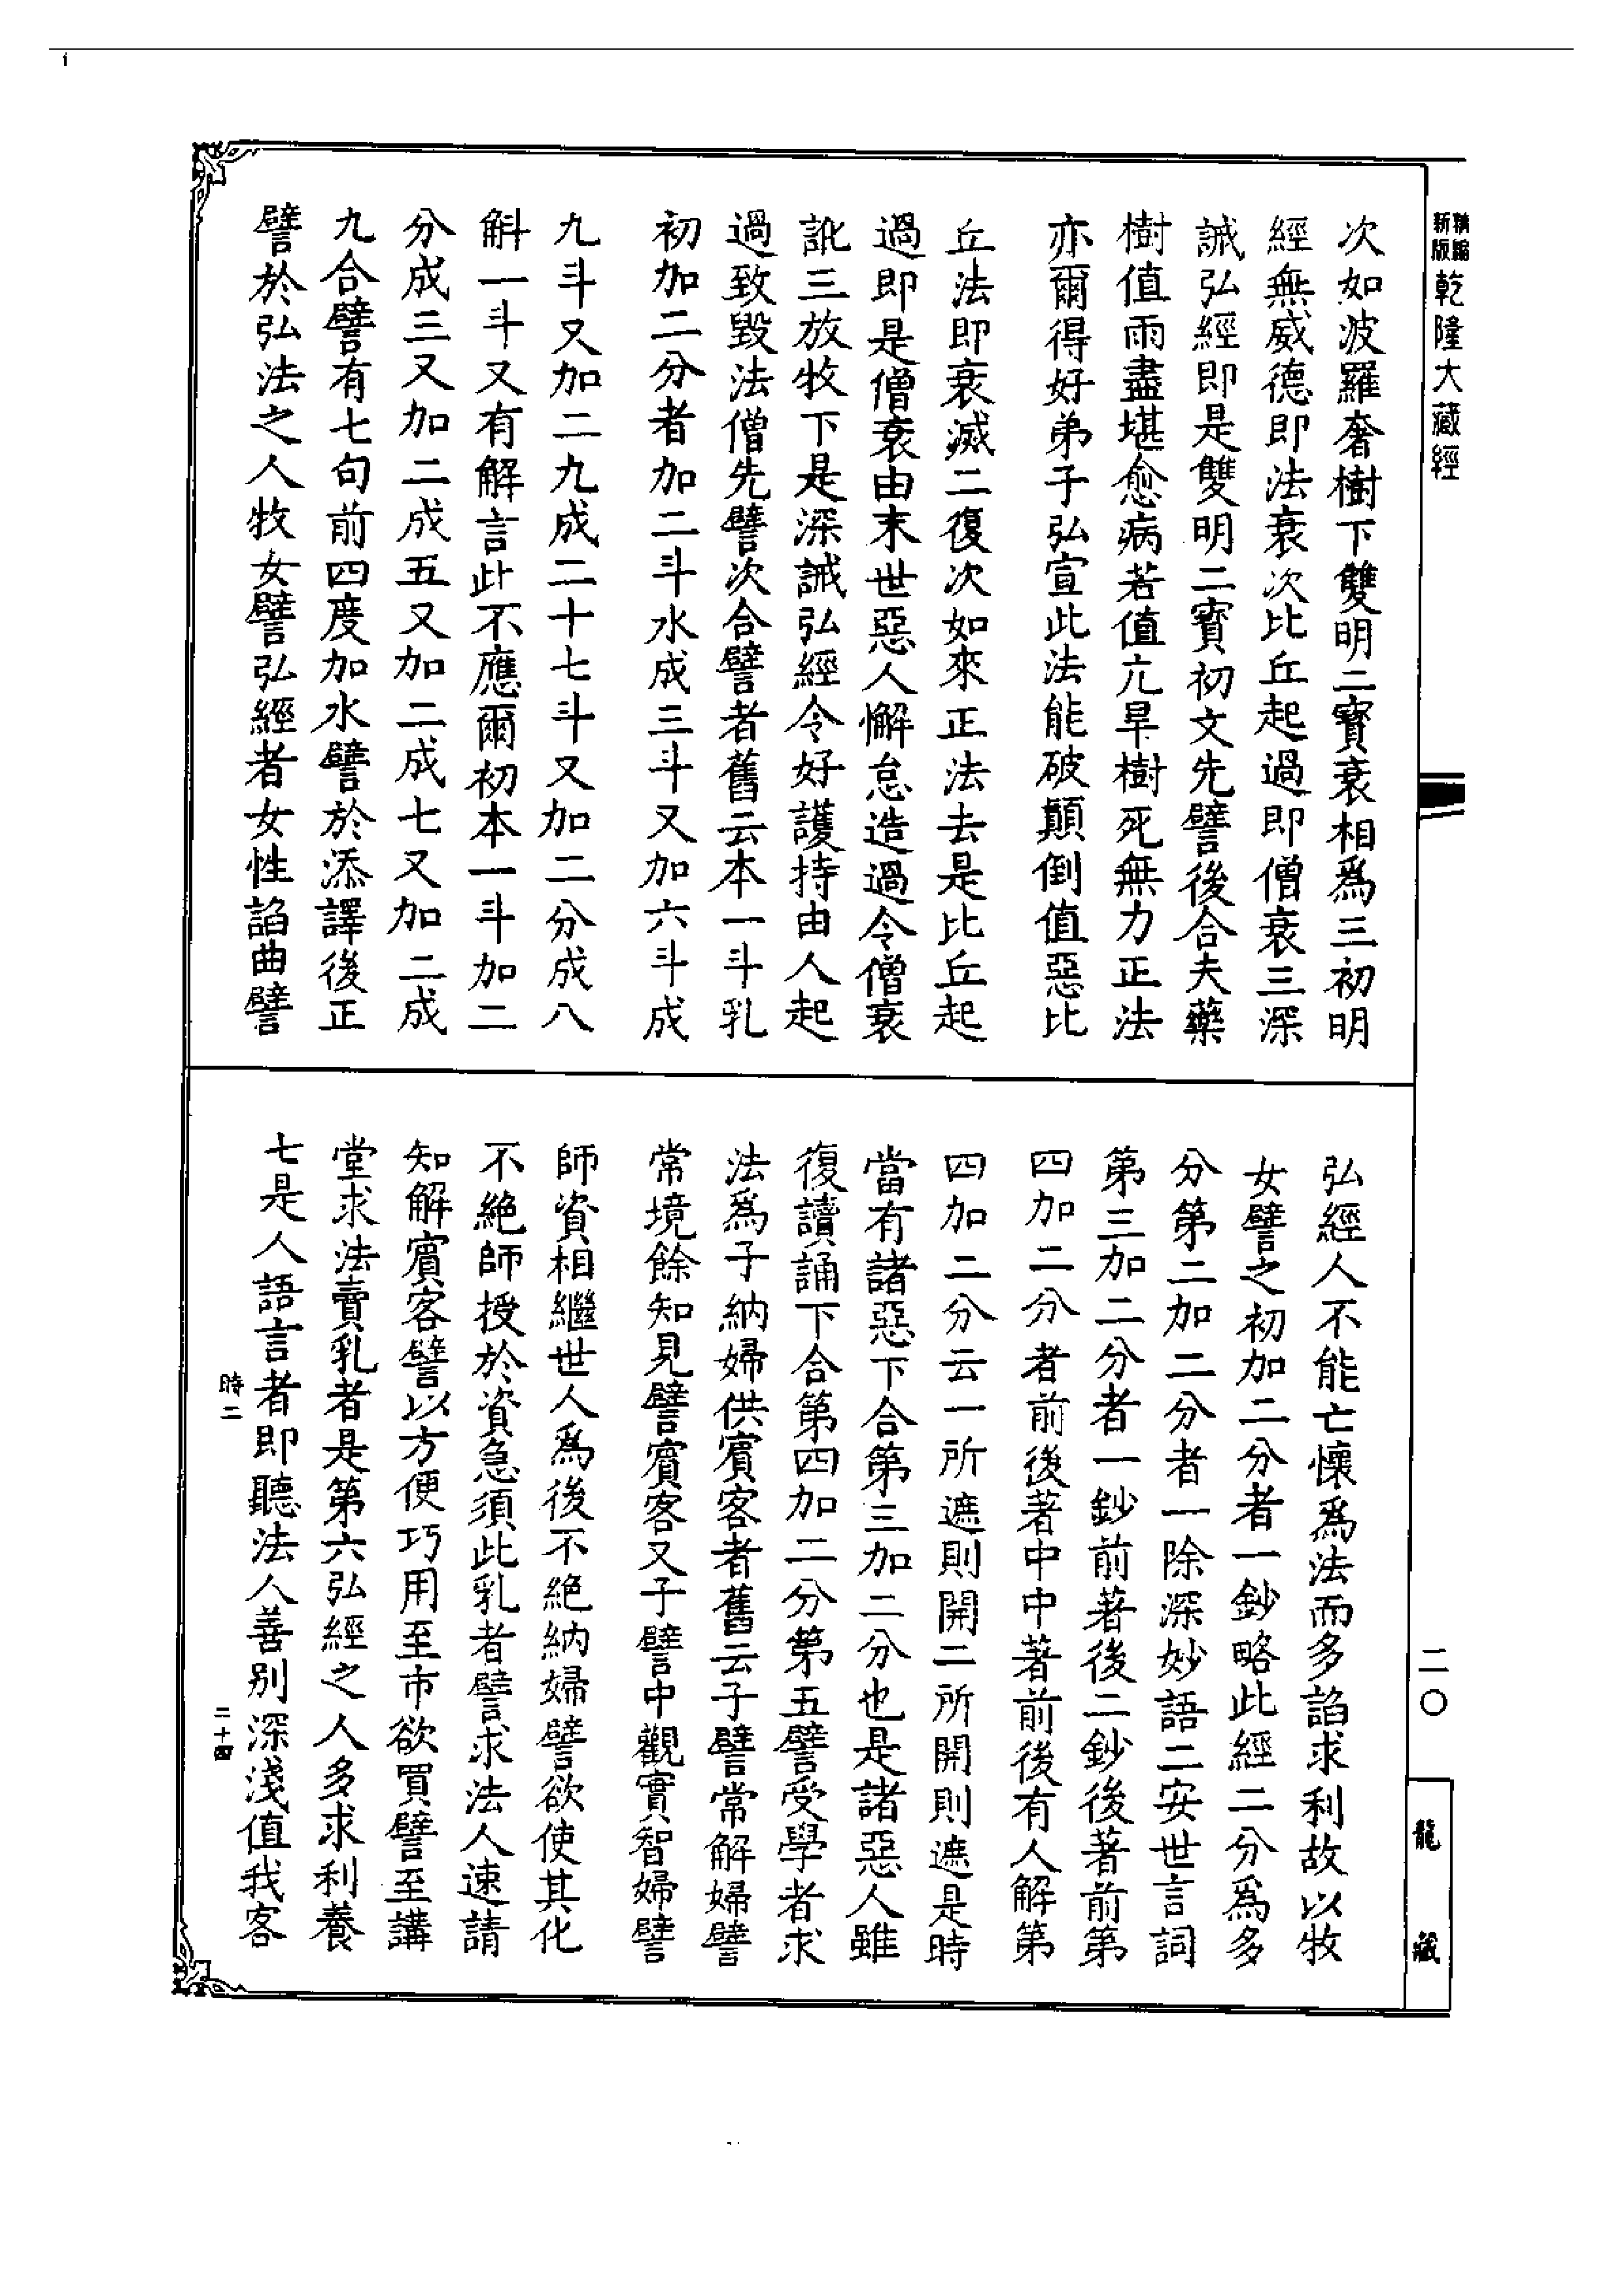 新版精縮乾隆大藏經
次如波羅奢樹下雙明二寶衰相爲三初明
經無威德即法衰次比丘起過即僧衰三深
誡弘經即是雙明二寳初文先譬後合夫藥
樹值雨盡堪愈病若值亢旱樹死無力正法
亦爾得好弟子弘宣此法能破顛倒值惡比
丘法即衰滅二復次如來正法去是比丘起
過即是僧衰由末世惡人懈怠造過令僧衰
訛三放牧下是深誡弘經令好護持由人起
過致毀法僧先譬次合譬者舊云本一斗乳
初加二分者加二斗水成三斗又加六斗成
九斗又加二九成二十七斗又加二分成八
斛一斗又有解言此不應爾初本一斗加二
分成三又加二成五又加二成七又加二成
九合譬有七句前四度加水譬於添譯後正
譬於弘法之人牧女譬弘經者女性諂曲譬
弘經人不能亡懷爲法而多諂求利故以牧
女譬之初加二分者一鈔略此經二分爲多
分第二加二分者一除深妙語二安世言詞
第三加二分者一鈔前著後二鈔後著前第
四加二分者前後著中中著前後有人解第
四加二分云一所遮則開二所開則遮是時
當有諸惡下合第三加二分也是諸惡人雖
復讀誦下合第四加二分第五譬受學者求
法爲子納婦供賓客者舊云子譬常解婦譬
常境餘知見譬賓客又子譬中觀實智婦譬
師資相繼世人爲後不絕納婦譬欲使其化
不絕師授於資急須此乳者譬求法人速請
知解賓客譬以方便巧用至市欲買譬至講
堂求法賣乳者是第六弘經之人多求利養
七是人語言者即聽法人善別深淺值我客
時二
二十四
二〇
龍藏